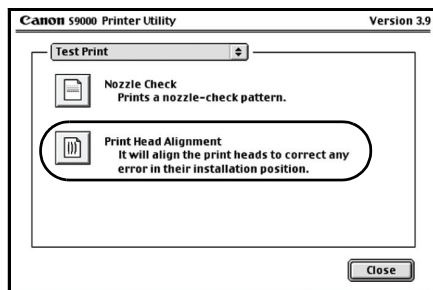 Canon S9000 Printer Utility Version 3.9
Test Print
Nozzle Check
Prints a nozzle-check pattern.
Print Head Alignment
It will align the print heads to correct any
error in their installation position.
Close